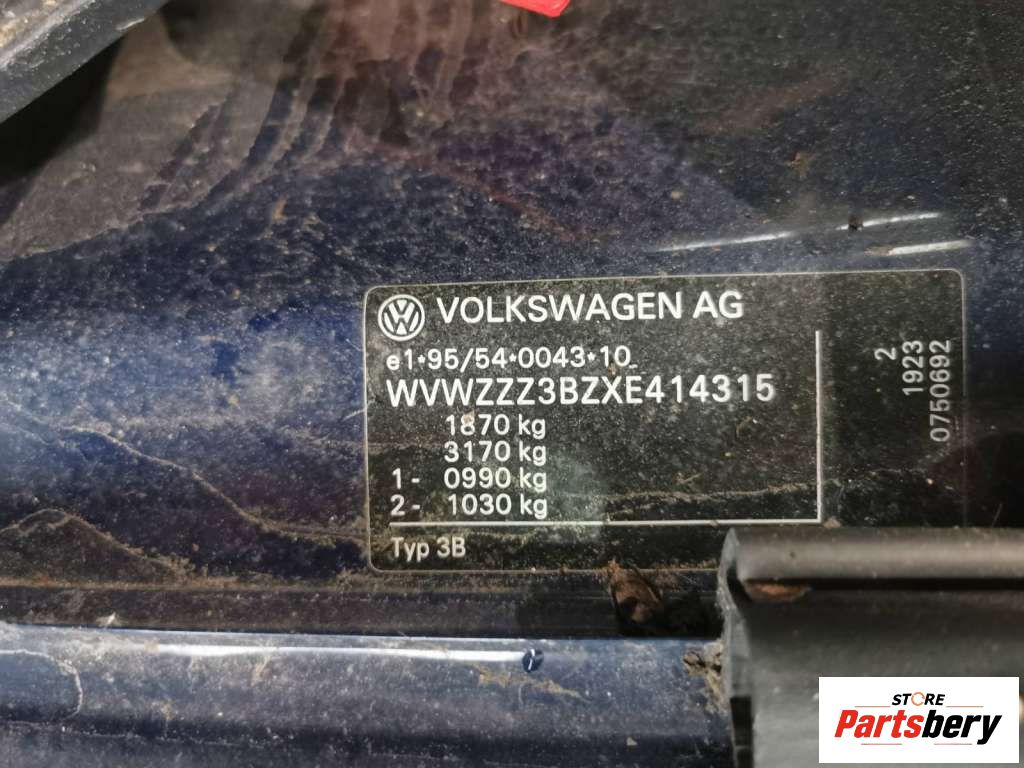 VOLKSWAGEN AG
e1*95/54*0043*10_
WVWZZZ3BZXE414315
1870 kg
3170 kg
1 - 0990 kg
2 - 1030 kg
Typ 3B
2
1923
0750692
STORE
Partsbery